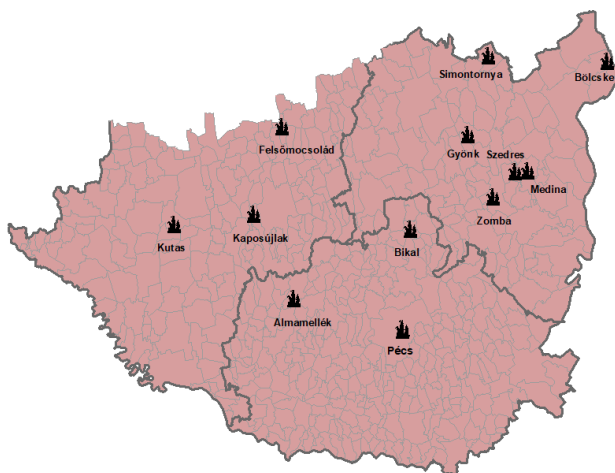 Simontornya
Bölcske
Felsőmocsolád
Gyönk
Szedres
Medina
Zomba
Kutas
Kaposújlak
Bikal
Almamellék
Pécs